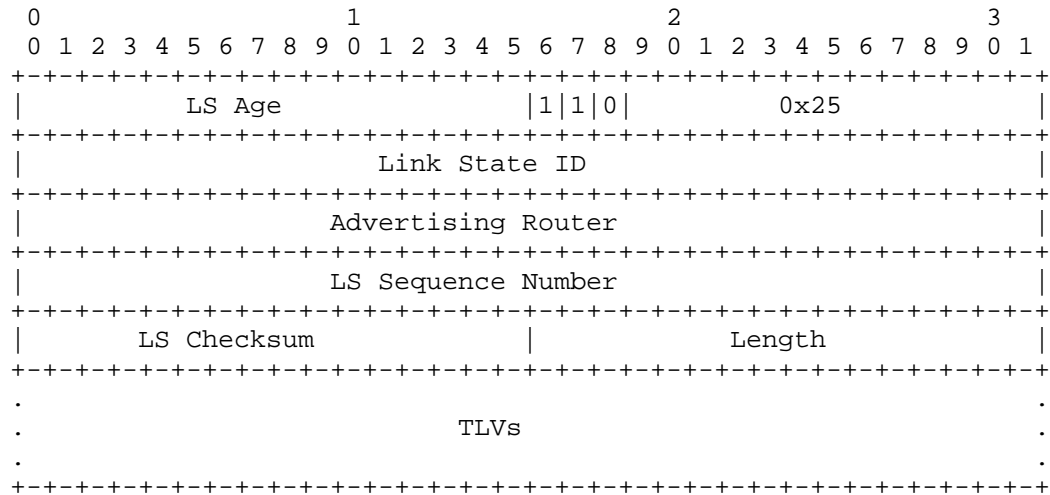 0                   1                   2                   3
 0 1 2 3 4 5 6 7 8 9 0 1 2 3 4 5 6 7 8 9 0 1 2 3 4 5 6 7 8 9 0 1
+-+-+-+-+-+-+-+-+-+-+-+-+-+-+-+-+-+-+-+-+-+-+-+-+-+-+-+-+-+-+-+-+
|          LS Age               |1|1|0|         0x25            |
+-+-+-+-+-+-+-+-+-+-+-+-+-+-+-+-+-+-+-+-+-+-+-+-+-+-+-+-+-+-+-+-+
|                      Link State ID                            |
+-+-+-+-+-+-+-+-+-+-+-+-+-+-+-+-+-+-+-+-+-+-+-+-+-+-+-+-+-+-+-+-+
|                   Advertising Router                          |
+-+-+-+-+-+-+-+-+-+-+-+-+-+-+-+-+-+-+-+-+-+-+-+-+-+-+-+-+-+-+-+-+
|                   LS Sequence Number                          |
+-+-+-+-+-+-+-+-+-+-+-+-+-+-+-+-+-+-+-+-+-+-+-+-+-+-+-+-+-+-+-+-+
|       LS Checksum             |            Length             |
+-+-+-+-+-+-+-+-+-+-+-+-+-+-+-+-+-+-+-+-+-+-+-+-+-+-+-+-+-+-+-+-+
.                                                               .
.                           TLVs                                .
.                                                               .
+-+-+-+-+-+-+-+-+-+-+-+-+-+-+-+-+-+-+-+-+-+-+-+-+-+-+-+-+-+-+-+-+